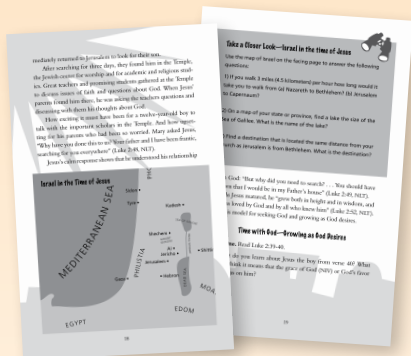 mediately returned to Jerusalem to look for their son.
After searching for three days, they found him in the Temple,
the Jewish center for worship and for academic and religious stud-
ies. Great teachers and promising students gathered at the Temple
to discuss issues of faith and questions about God. When Jesus'
parents found him there, he was asking the teachers questions and
discussing with them his thoughts about God.
How exciting it must have been for a twelve-year-old boy to
talk with the important scholars in the Temple. And how
ting for his parents who had been so worried. Mary asked Jesus,
"Why have you done this to us? Your father and I have been frantic,
searching for you everywhere" (Luke 2:48, NLT).
Jesus's calm response shows that he understood his relationship
Israel in the Time of Jesus
MEDITERRANEAN SEA
PHO
Sidon
Tyre
Kadesh
Shechem
Ai
Jericho
Jerusalem
Gaza
Hebron
PHILISTIA
MOA
EDOM
EGYPT
58
Take a Closer Look—Israel in the time of Jesus
Use the map of Israel on the facing page to answer the following
questions:
1) If you walk 3 miles (4.5 kilometers) per hour how long would it
take you to walk from (a) Nazareth to Bethlehem? (b) Jerusalem
to Capernaum?
2) On a map of your state or province, find a lake the size of the
ea of Galilee. What is the name of the lake?
Find a destination that is located the same distance from your
as Jerusalem is from Bethlehem. What is the destination?
God: "But why did you need to search? . . . You should have
that I would be in my Father's house" (Luke 2:49, NLT).
Jesus matured, he "grew both in height and in wisdom, and
loved by God and by all who knew him" (Luke 2:52, NLT).
model for seeking God and growing as God desires.
Time with God—Growing as God Desires
Read Luke 2:39-40.
do you learn about Jesus the boy from verse 40? What
think it means that the grace of God (NIV) or God's favor
as on him?
59